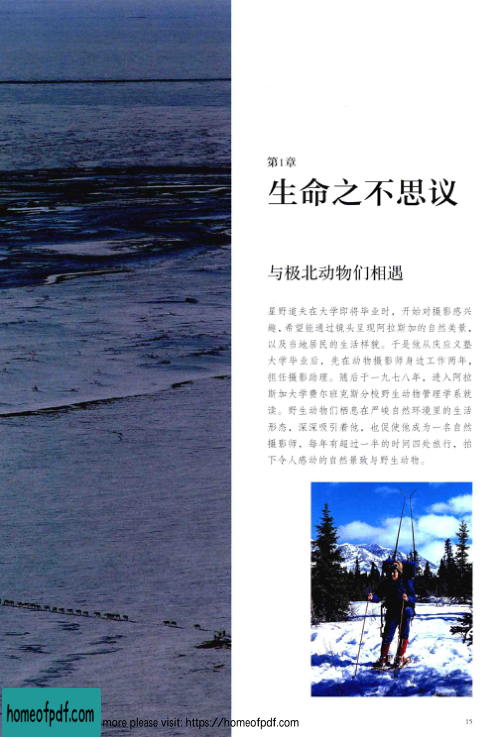 第1章
生命之不思议
与极北动物们相遇
星野道夫在大学即将毕业时，开始对摄影感兴
趣，希望能通过镜头呈现阿拉斯加的自然美景，
以及当地居民的生活样貌。于是他从庆应义塾
大学毕业后，先在动物摄影师身边工作两年，
担任摄影助理。随后于一九七八年，进入阿拉
斯加大学费尔班克斯分校野生动物管理学系就
读。野生动物们栖息在严峻自然环境里的生活
形态，深深吸引着他，也促使他成为一名自然
摄影师，每年有超过一半的时间四处旅行，拍
下令人感动的自然景致与野生动物。
homeofpdf.com
more please visit: https://homeofpdf.com
15